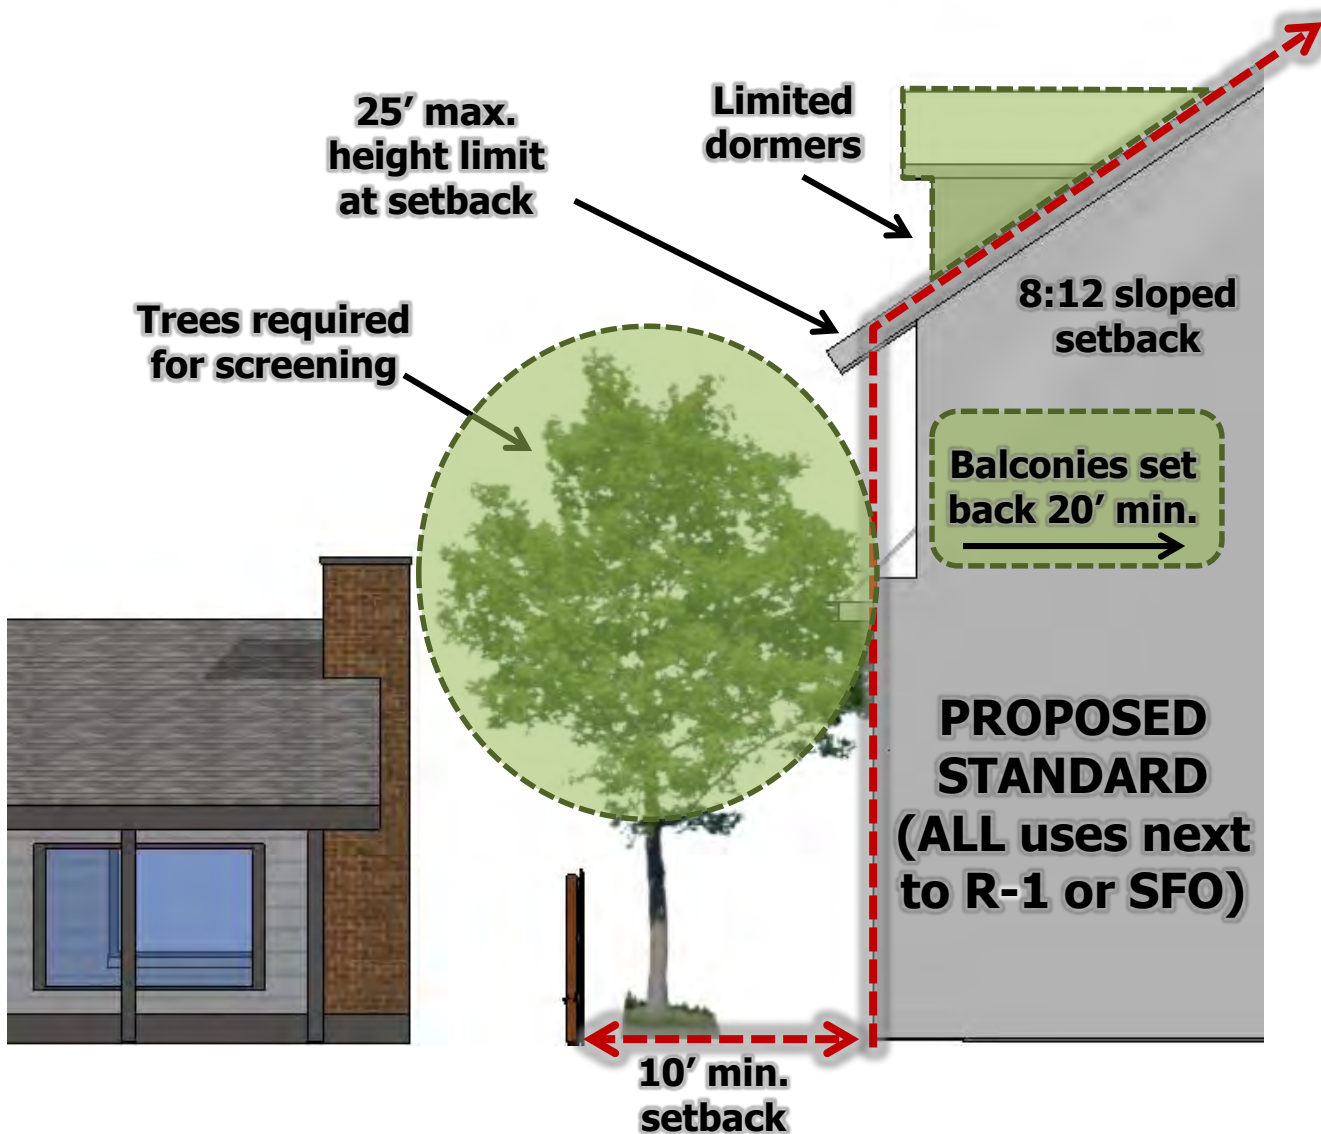 25’ max.
height limit
at setback
Limited
dormers
Trees required
for screening
8:12 sloped
setback
Balconies set
back 20’ min.
PROPOSED
STANDARD
(ALL uses next
to R-1 or SFO)
10’ min.
setback